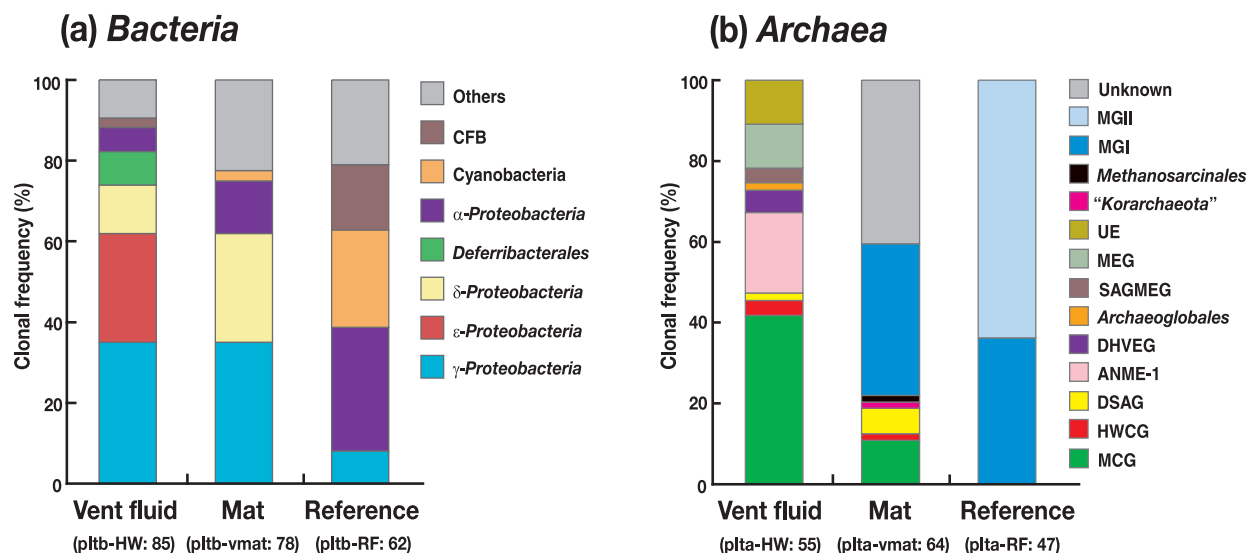 (a) Bacteria
Clonal frequency (%)
100
80
60
40
20
0
Vent fluid
(pltb-HW: 85)
Mat
(pltb-vmat: 78)
Reference
(pltb-RF: 62)
Others
CFB
Cyanobacteria
α-Proteobacteria
Deferribacterales
δ-Proteobacteria
ε-Proteobacteria
γ-Proteobacteria
(b) Archaea
Clonal frequency (%)
100
80
60
40
20
0
Vent fluid
(plta-HW: 55)
Mat
(plta-vmat: 64)
Reference
(plta-RF: 47)
Unknown
MGII
MGI
Methanosarcinales
“Korarchaeota”
UE
MEG
SAGMEG
Archaeoglobales
DHVEG
ANME-1
DSAG
HWCG
MCG